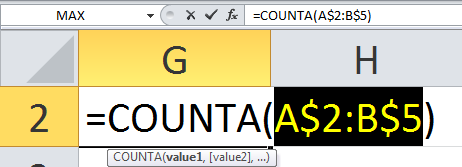 MAX fx =COUNTA(A$2:B$5)
G H
2 =COUNTA(A$2:B$5)
COUNTA(value1, [value2], ...)